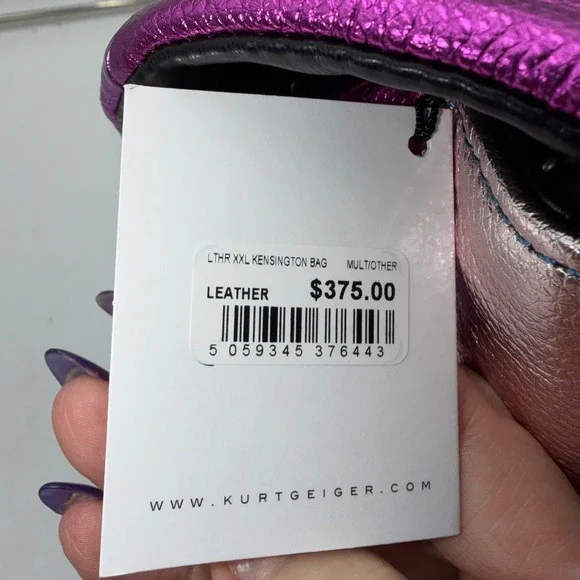 LTHR XXL KENSINGTON BAG MULT/OTHER
LEATHER $375.00
5 059345 376443
WWW.KURTGEIGER.COM